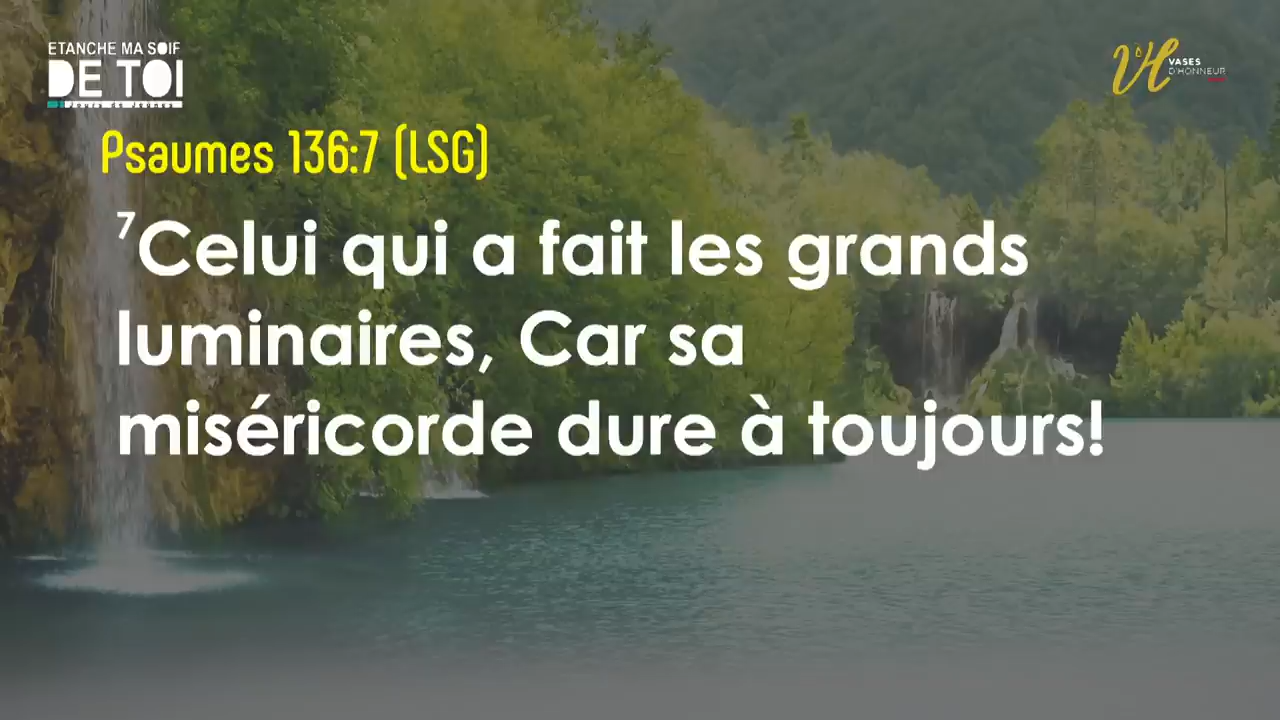 ETANCHE MA SOIF
DE TOI
VH VASES
D'HONNEUR
Psaumes 136:7 (LSG)
7Celui qui a fait les grands
luminaires, Car sa
miséricorde dure à toujours!